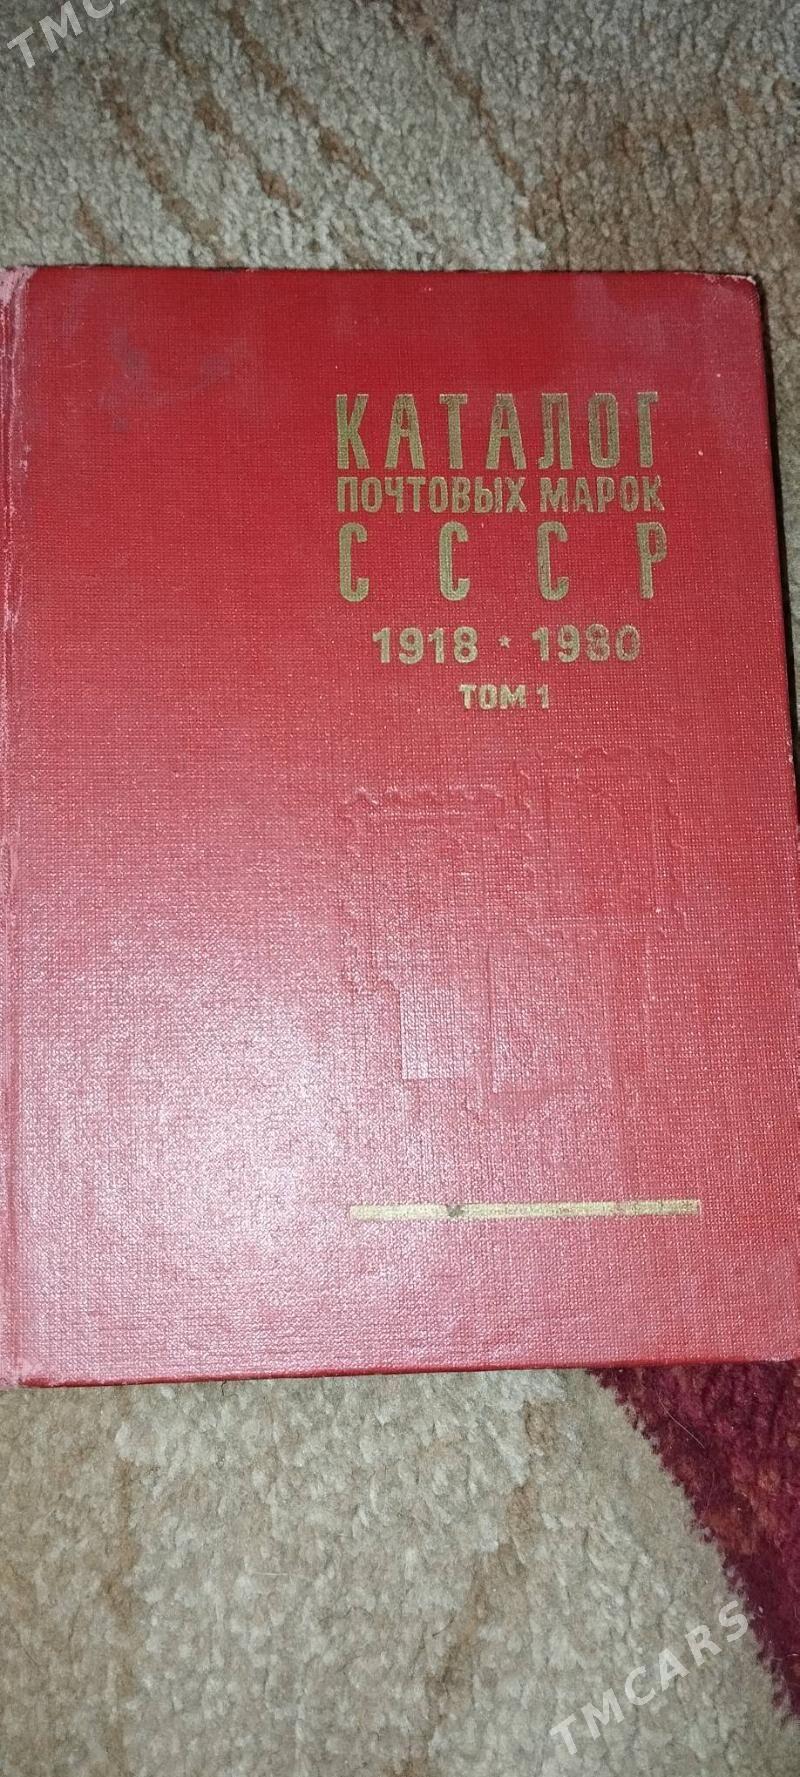 TMCARS
КАТАЛОГ
ПОЧТОВЫХ МАРОК
СССР
1918 * 1980
ТОМ 1
TMCARS